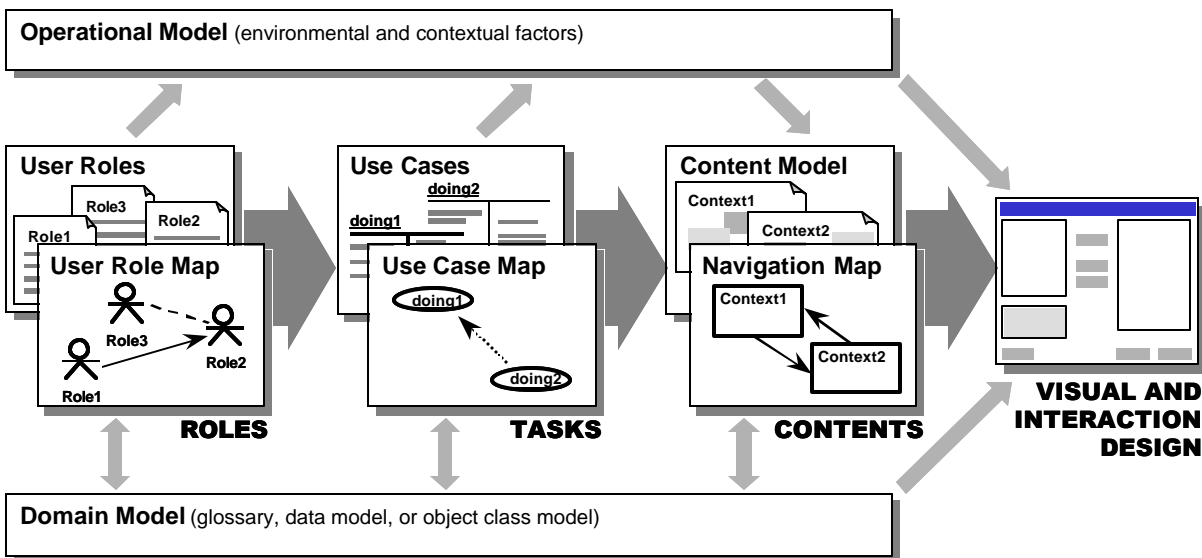 Operational Model (environmental and contextual factors)
User Roles
Role3
Role2
Role1
User Role Map
Role3
Role2
Role1
ROLES
Use Cases
doing2
doing1
Use Case Map
doing1
doing2
TASKS
Content Model
Context1
Context2
Navigation Map
Context1
Context2
CONTENTS
VISUAL AND
INTERACTION
DESIGN
Domain Model (glossary, data model, or object class model)